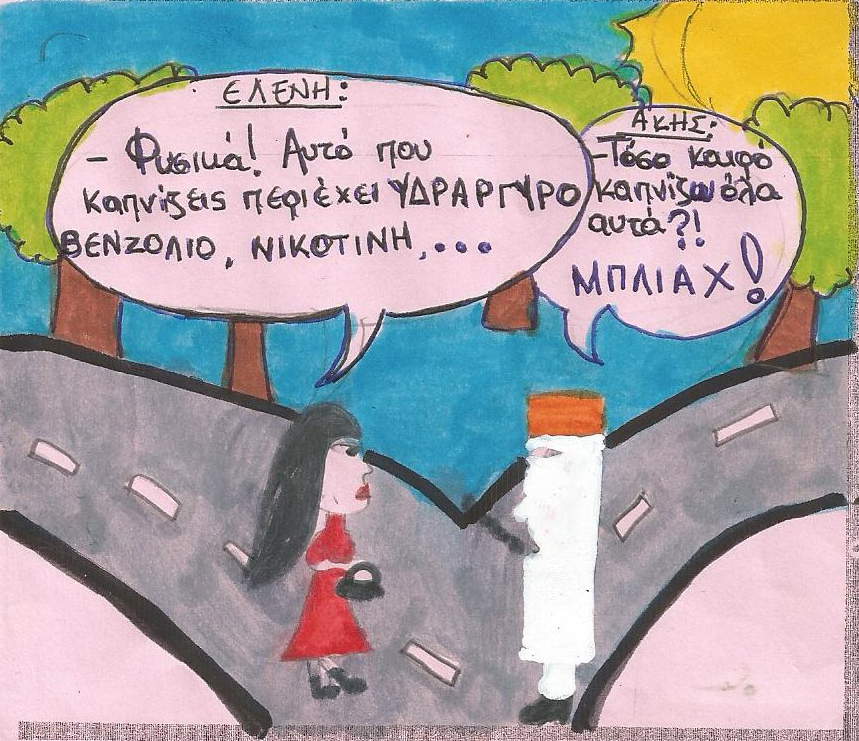 ΕΛΕΝΗ:
- Φυσικά! Αυτό που
καπνίζεις περιέχει ΥΔΡΑΡΓΥΡΟ
ΒΕΝΖΟΛΙΟ, ΝΙΚΟΤΙΝΗ,...
ΑΚΗΣ:
-Τόσο καιρό
καπνίζω όλα
αυτά?!
ΜΠΛΙΑΧ!